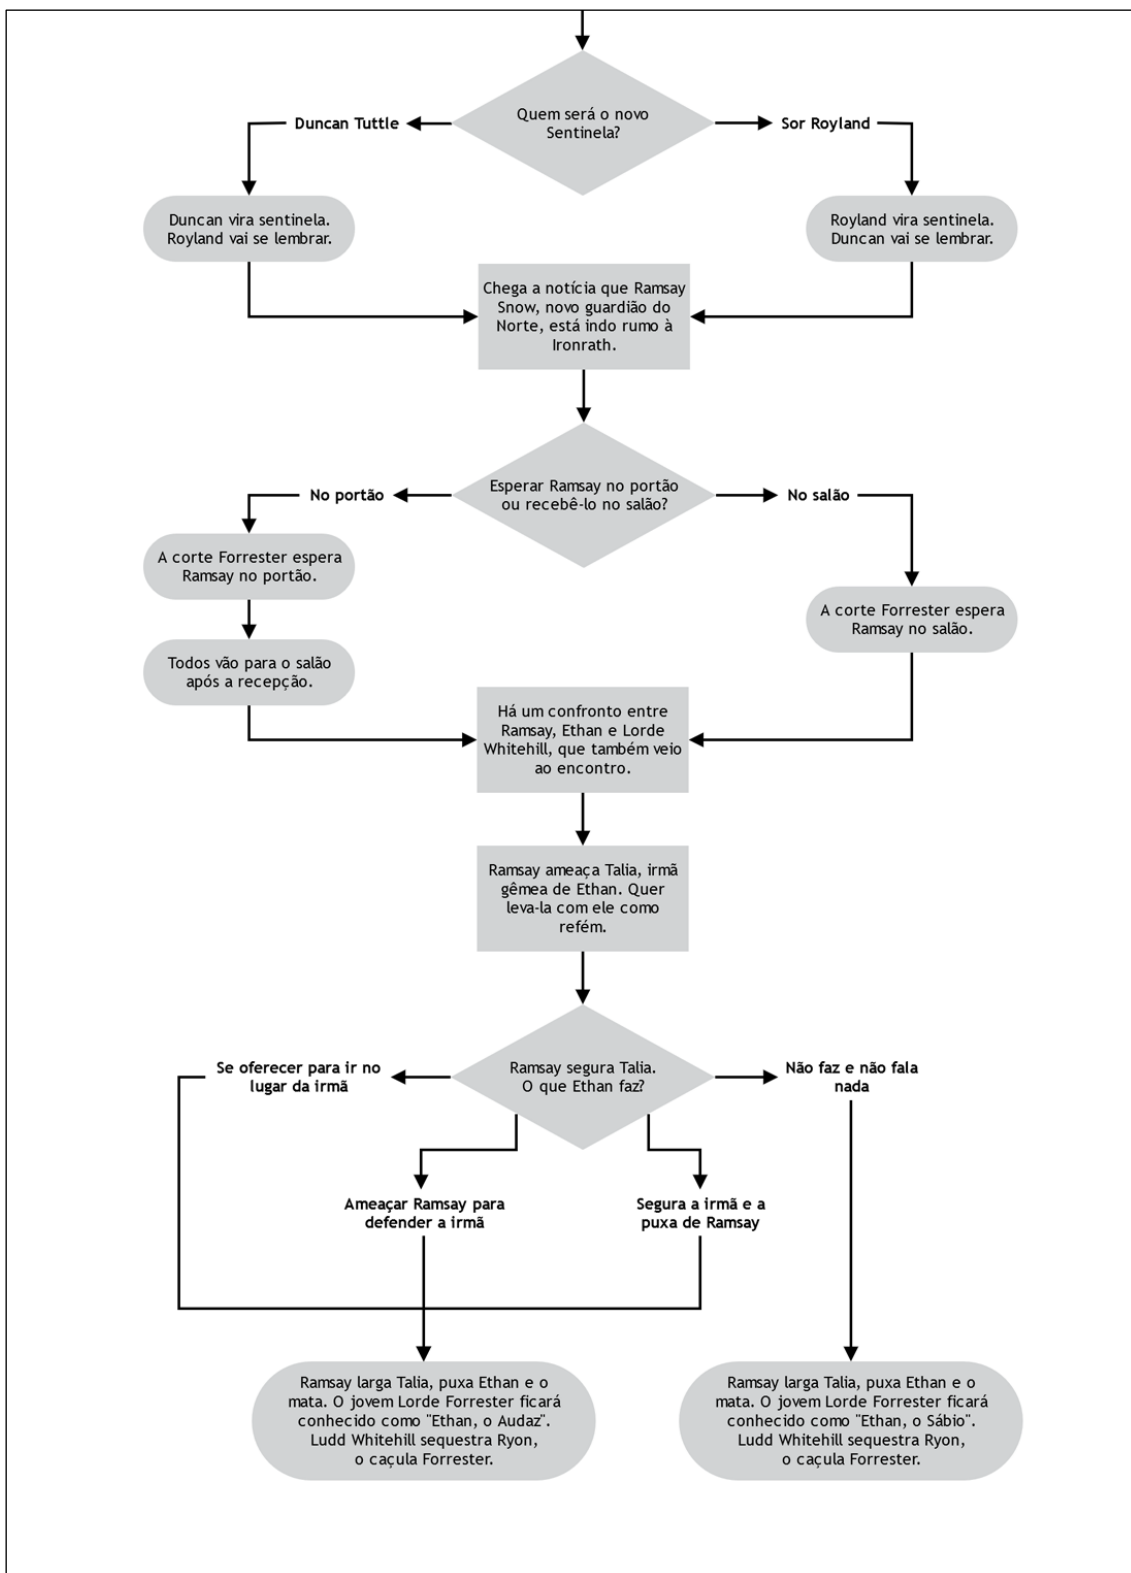 Quem será o novo
Sentinela?
Duncan Tuttle
Sor Royland
Duncan vira sentinela.
Royland vai se lembrar.
Royland vira sentinela.
Duncan vai se lembrar.
Chega a notícia que Ramsay
Snow, novo guardião do
Norte, está indo rumo à
Ironrath.
Esperar Ramsay no portão
ou recebê-lo no salão?
No portão
No salão
A corte Forrester espera
Ramsay no portão.
A corte Forrester espera
Ramsay no salão.
Todos vão para o salão
após a recepção.
Há um confronto entre
Ramsay, Ethan e Lorde
Whitehill, que também veio
ao encontro.
Ramsay ameaça Talia, irmã
gêmea de Ethan. Quer
leva-la com ele como
refém.
Ramsay segura Talia.
O que Ethan faz?
Se oferecer para ir no
lugar da irmã
Não faz e não fala
nada
Ameaçar Ramsay para
defender a irmã
Segura a irmã e a
puxa de Ramsay
Ramsay larga Talia, puxa Ethan e o
mata. O jovem Lorde Forrester ficará
conhecido como "Ethan, o Audaz".
Ludd Whitehill sequestra Ryon,
o caçula Forrester.
Ramsay larga Talia, puxa Ethan e o
mata. O jovem Lorde Forrester ficará
conhecido como "Ethan, o Sábio".
Ludd Whitehill sequestra Ryon,
o caçula Forrester.